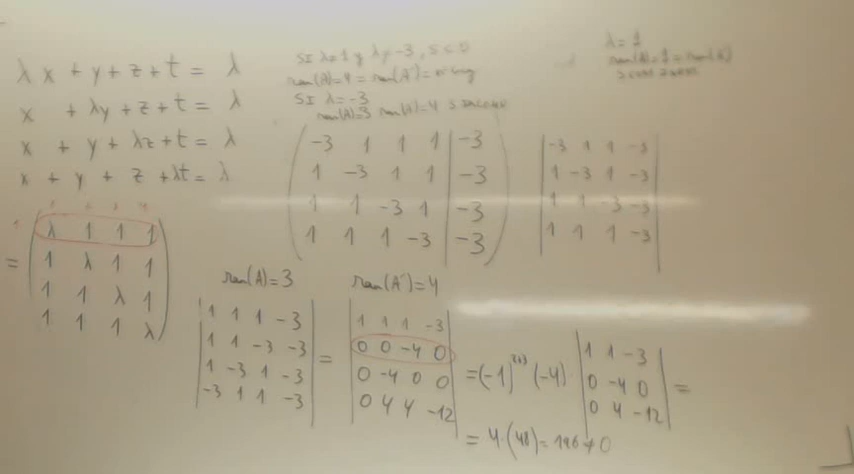 λx + y + z + t = λ
x + λy + z + t = λ
x + y + λz + t = λ
x + y + z + λt = λ
SI λ=1 y λ=-3, S.C.D
ran(A)=4=ran(A')=
SI λ=-3
ran(A)=3 ran(A')=4
λ=1
ran(A)=1=ran(A')
-3 1 1 1 | -3
1 -3 1 1 | -3
1 1 -3 1 | -3
1 1 1 -3 | -3
-3 1 1 -3
1 -3 1 -3
1 1 -3 -3
1 1 1 -3
=
λ 1 1 1
1 λ 1 1
1 1 λ 1
1 1 1 λ
ran(A)=3
ran(A')=4
1 1 1 -3
1 1 -3 -3
1 -3 1 -3
-3 1 1 -3
=
1 1 1 -3
0 0 -4 0
0 -4 0 0
0 4 4 -12
=(-1)²⁺³(-4)
1 1 -3
0 -4 0
0 4 -12
=
= 4·(48)=196≠0